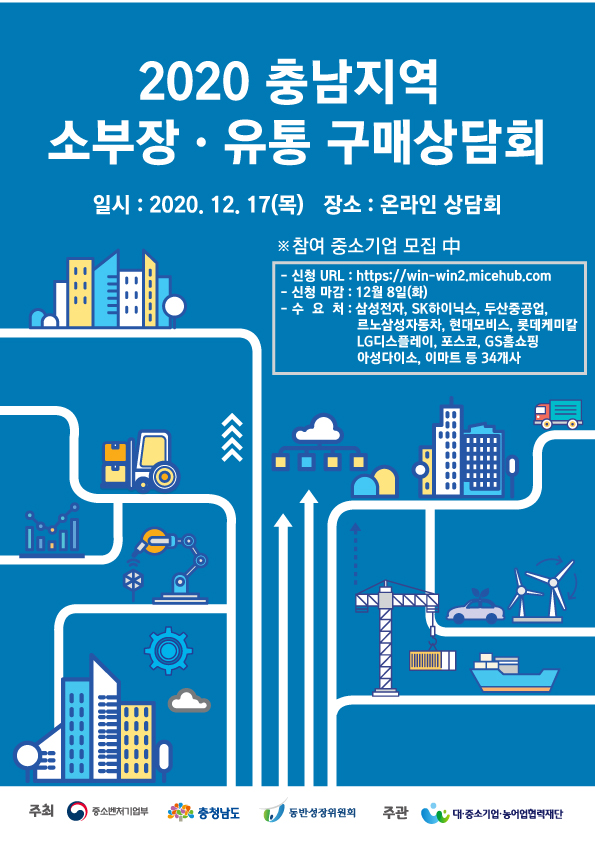 2020 충남지역
소부장 · 유통 구매상담회
일시 : 2020. 12. 17(목) 장소 : 온라인 상담회
※ 참여 중소기업 모집 中
- 신청 URL : https://win-win2.micehub.com
- 신청 마감 : 12월 8일(화)
- 수 요 처 : 삼성전자, SK하이닉스, 두산중공업,
르노삼성자동차, 현대모비스, 롯데케미칼
LG디스플레이, 포스코, GS홈쇼핑
아성다이소, 이마트 등 34개사
주최 중소벤처기업부 충청남도 동반성장위원회 주관 대·중소기업·농어업협력재단